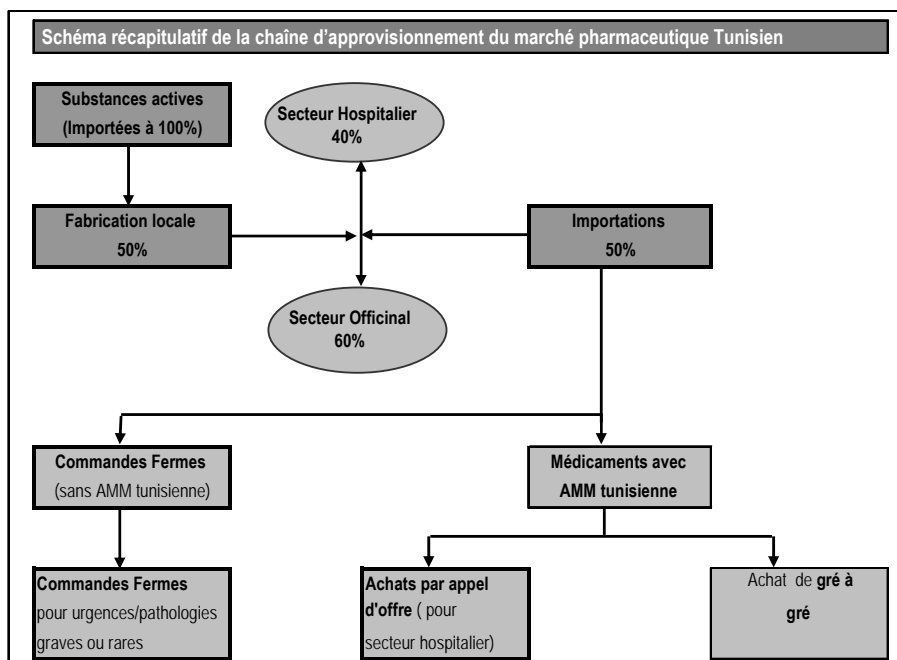 Schéma récapitulatif de la chaîne d’approvisionnement du marché pharmaceutique Tunisien
Substances actives
(Importées à 100%)
Secteur Hospitalier
40%
Fabrication locale
50%
Importations
50%
Secteur Officinal
60%
Commandes Fermes
(sans AMM tunisienne)
Médicaments avec
AMM tunisienne
Commandes Fermes
pour urgences/pathologies
graves ou rares
Achats par appel
d'offre ( pour
secteur hospitalier)
Achat de gré à
gré